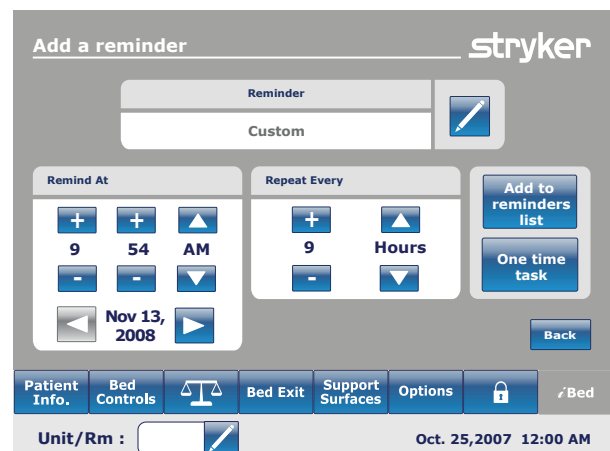 Add a reminder
stryker
Reminder
Custom
Remind At
Repeat Every
+ +
+
9 54 AM
9 Hours
- -
-
Nov 13,
2008
Add to
reminders
list
One time
task
Back
Patient
Info.
Bed
Controls
Bed Exit
Support
Surfaces
Options
iBed
Unit/Rm :
Oct. 25,2007 12:00 AM